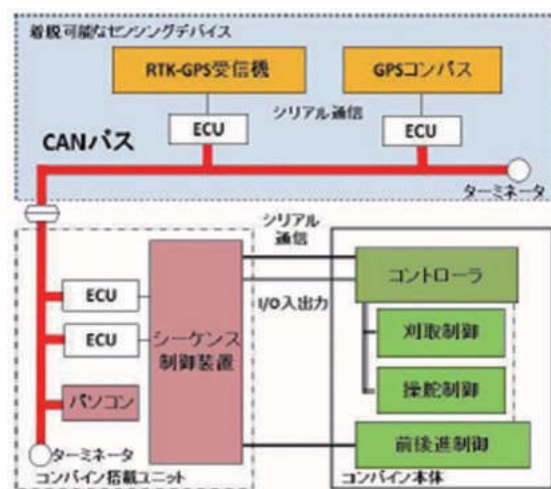 着脱可能なセンシングデバイス
RTK-GPS受信機
GPSコンパス
シリアル通信
ECU
ECU
CANバス
ターミネータ
シリアル
通信
ECU
ECU
シーケンス
制御装置
I/O入出力
コントローラ
刈取制御
操舵制御
パソコン
前後進制御
ターミネータ
コンバイン搭載ユニット
コンバイン本体